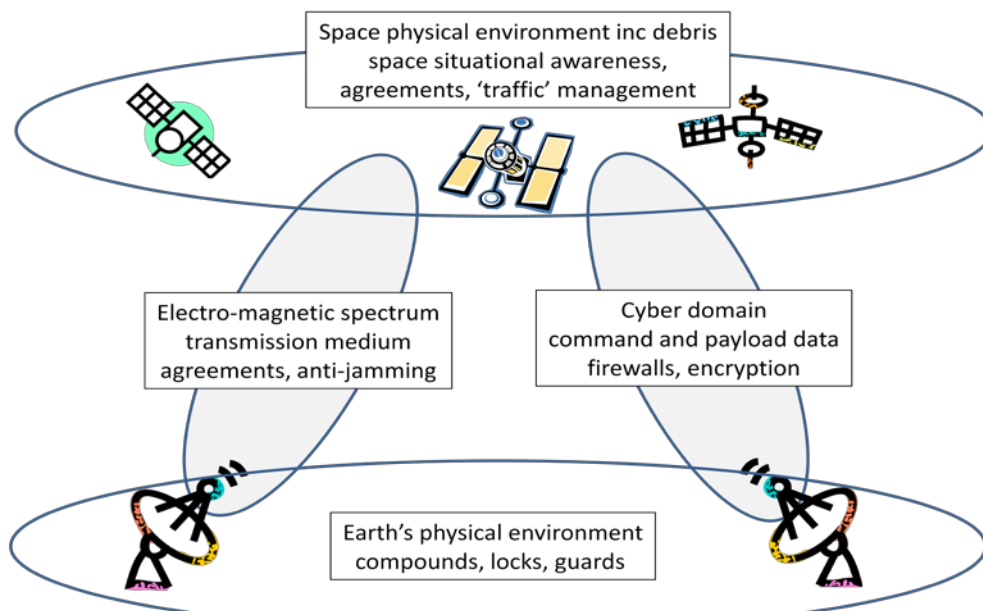 Space physical environment inc debris
space situational awareness,
agreements, ‘traffic’ management
Electro-magnetic spectrum
transmission medium
agreements, anti-jamming
Cyber domain
command and payload data
firewalls, encryption
Earth’s physical environment
compounds, locks, guards